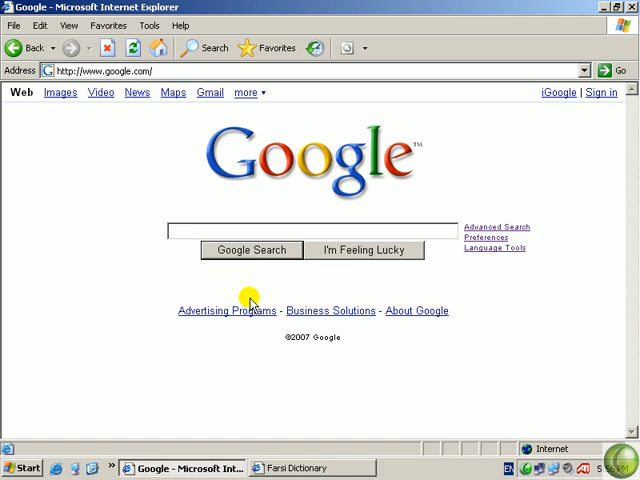 Google - Microsoft Internet Explorer
File Edit View Favorites Tools Help
Back Search Favorites
Address http://www.google.com/ Go
Web Images Video News Maps Gmail more iGoogle | Sign in
Google™
Advanced Search
Preferences
Language Tools
Google Search I'm Feeling Lucky
Advertising Programs - Business Solutions - About Google
©2007 Google
Internet
Start Google - Microsoft Int... Farsi Dictionary EN